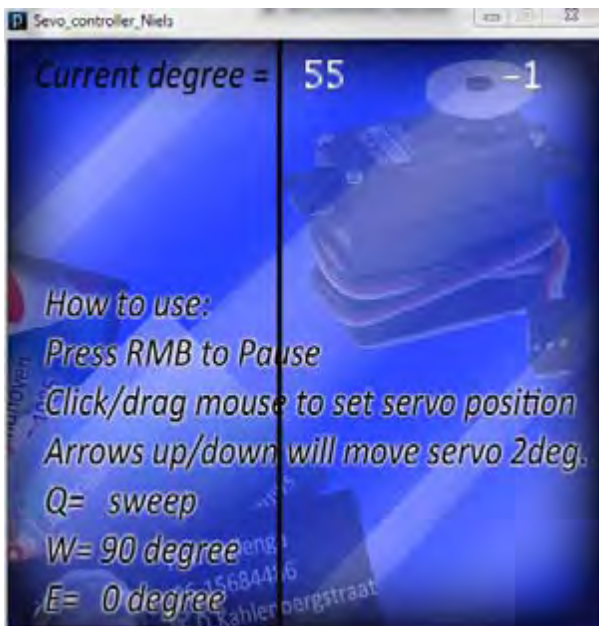 Sevo_controller_Niels
Current degree = 55 -1
How to use:
Press RMB to Pause
Click/drag mouse to set servo position
Arrows up/down will move servo 2deg.
Q= sweep
W= 90 degree
E= 0 degree